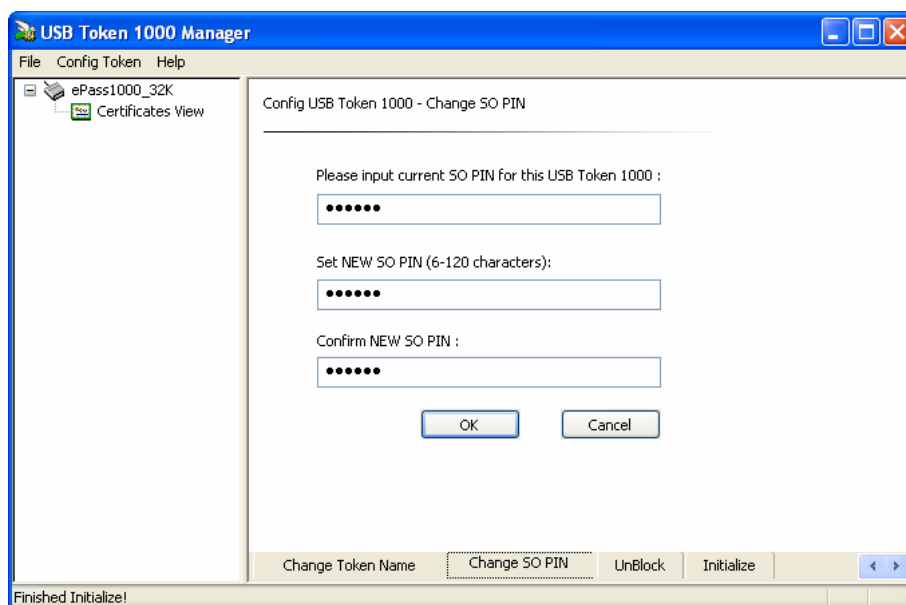 USB Token 1000 Manager
File Config Token Help
ePass1000_32K
Certificates View
Config USB Token 1000 - Change SO PIN
Please input current SO PIN for this USB Token 1000 :
••••••
Set NEW SO PIN (6-120 characters):
••••••
Confirm NEW SO PIN :
••••••
OK Cancel
Change Token Name Change SO PIN UnBlock Initialize
Finished Initialize!